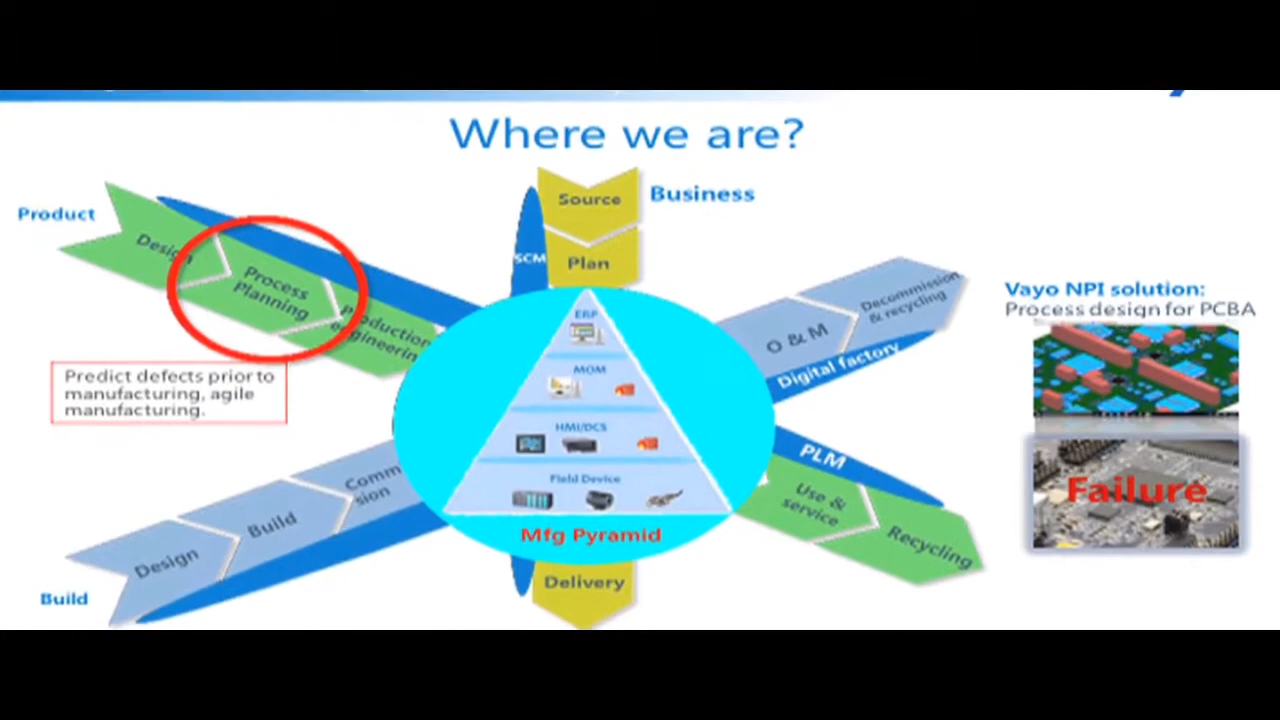 Where we are?
Product
Design
Process
Planning
Production
engineerin
Predict defects prior to
manufacturing, agile
manufacturing.
Source
Business
Plan
SCM
ERP
MOM
HMI/DCS
Field Device
Mfg Pyramid
Delivery
O & M
Decommission
& recycling
Digital factory
PLM
Use &
service
Recycling
Design
Build
Comm
sion
Build
Vayo NPI solution:
Process design for PCBA
Failure